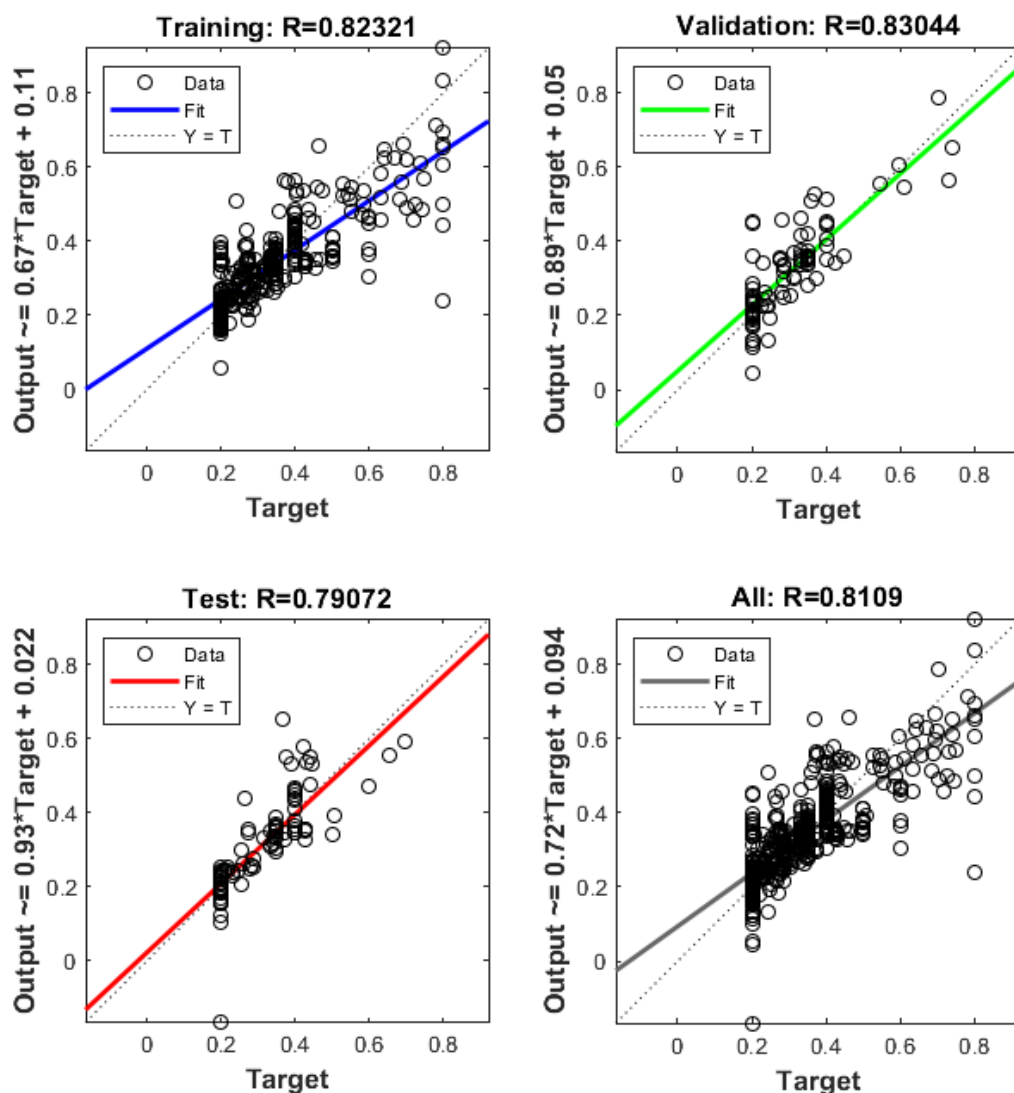 Training: R=0.82321
Output ~= 0.67*Target + 0.11
Data
Fit
Y = T
0.8
0.6
0.4
0.2
0
0 0.2 0.4 0.6 0.8
Target
Validation: R=0.83044
Output ~= 0.89*Target + 0.05
Data
Fit
Y = T
0.8
0.6
0.4
0.2
0
0 0.2 0.4 0.6 0.8
Target
Test: R=0.79072
Output ~= 0.93*Target + 0.022
Data
Fit
Y = T
0.8
0.6
0.4
0.2
0
0 0.2 0.4 0.6 0.8
Target
All: R=0.8109
Output ~= 0.72*Target + 0.094
Data
Fit
Y = T
0.8
0.6
0.4
0.2
0
0 0.2 0.4 0.6 0.8
Target